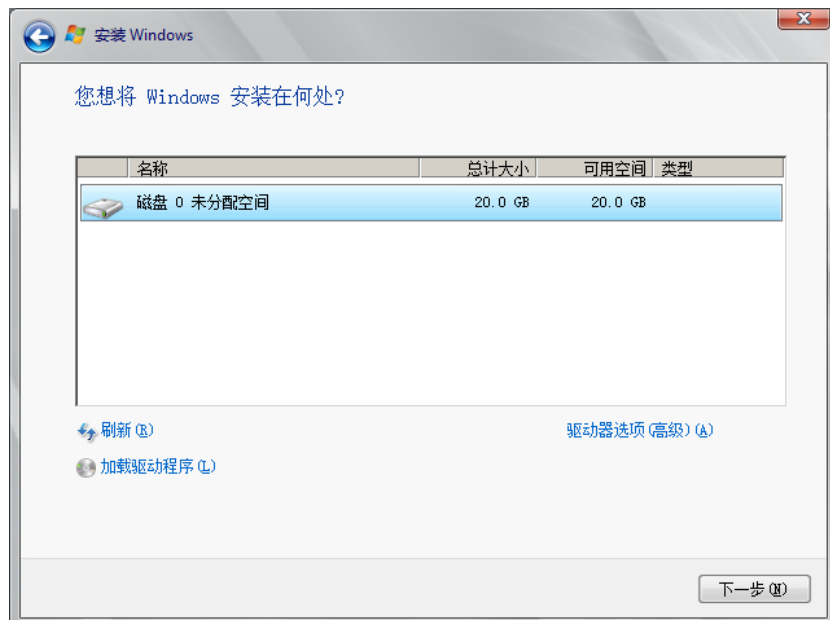 安装 Windows
您想将 Windows 安装在何处?
名称 总计大小 可用空间 类型
磁盘 0 未分配空间 20.0 GB 20.0 GB
刷新(R) 驱动器选项(高级)(A)
加载驱动程序(L)
下一步(N)